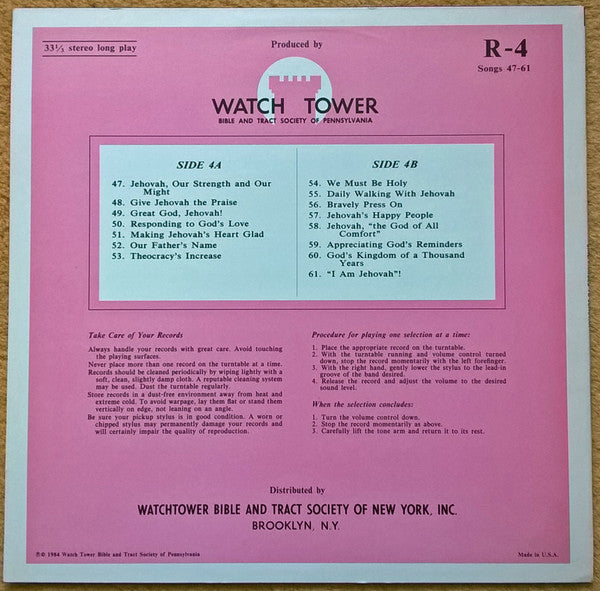 33⅓ stereo long play
Produced by
R-4
Songs 47-61
WATCH TOWER
BIBLE AND TRACT SOCIETY OF PENNSYLVANIA
SIDE 4A
47. Jehovah, Our Strength and Our
Might
48. Give Jehovah the Praise
49. Great God, Jehovah!
50. Responding to God's Love
51. Making Jehovah's Heart Glad
52. Our Father's Name
53. Theocracy's Increase
SIDE 4B
54. We Must Be Holy
55. Daily Walking With Jehovah
56. Bravely Press On
57. Jehovah's Happy People
58. Jehovah, "the God of All
Comfort"
59. Appreciating God's Reminders
60. God's Kingdom of a Thousand
Years
61. "I Am Jehovah"!
Take Care of Your Records
Always handle your records with great care. Avoid touching
the playing surfaces.
Never place more than one record on the turntable at a time.
Records should be cleaned periodically by wiping lightly with a
soft, clean, slightly damp cloth. A reputable cleaning system
may be used. Dust the turntable regularly.
Store records in a dust-free environment away from heat and
extreme cold. To avoid warpage, lay them flat or stand them
vertically on edge, not leaning on an angle.
Be sure your pickup stylus is in good condition. A worn or
chipped stylus may permanently damage your records and
will certainly impair the quality of reproduction.
Procedure for playing one selection at a time:
1. Place the appropriate record on the turntable.
2. With the turntable running and volume control turned
down, stop the record momentarily with the left forefinger.
3. With the right hand, gently lower the stylus to the lead-in
groove of the band desired.
4. Release the record and adjust the volume to the desired
sound level.
When the selection concludes:
1. Turn the volume control down.
2. Stop the record momentarily as above.
3. Carefully lift the tone arm and return it to its rest.
Distributed by
WATCHTOWER BIBLE AND TRACT SOCIETY OF NEW YORK, INC.
BROOKLYN, N.Y.
℗© 1984 Watch Tower Bible and Tract Society of Pennsylvania
Made in U.S.A.